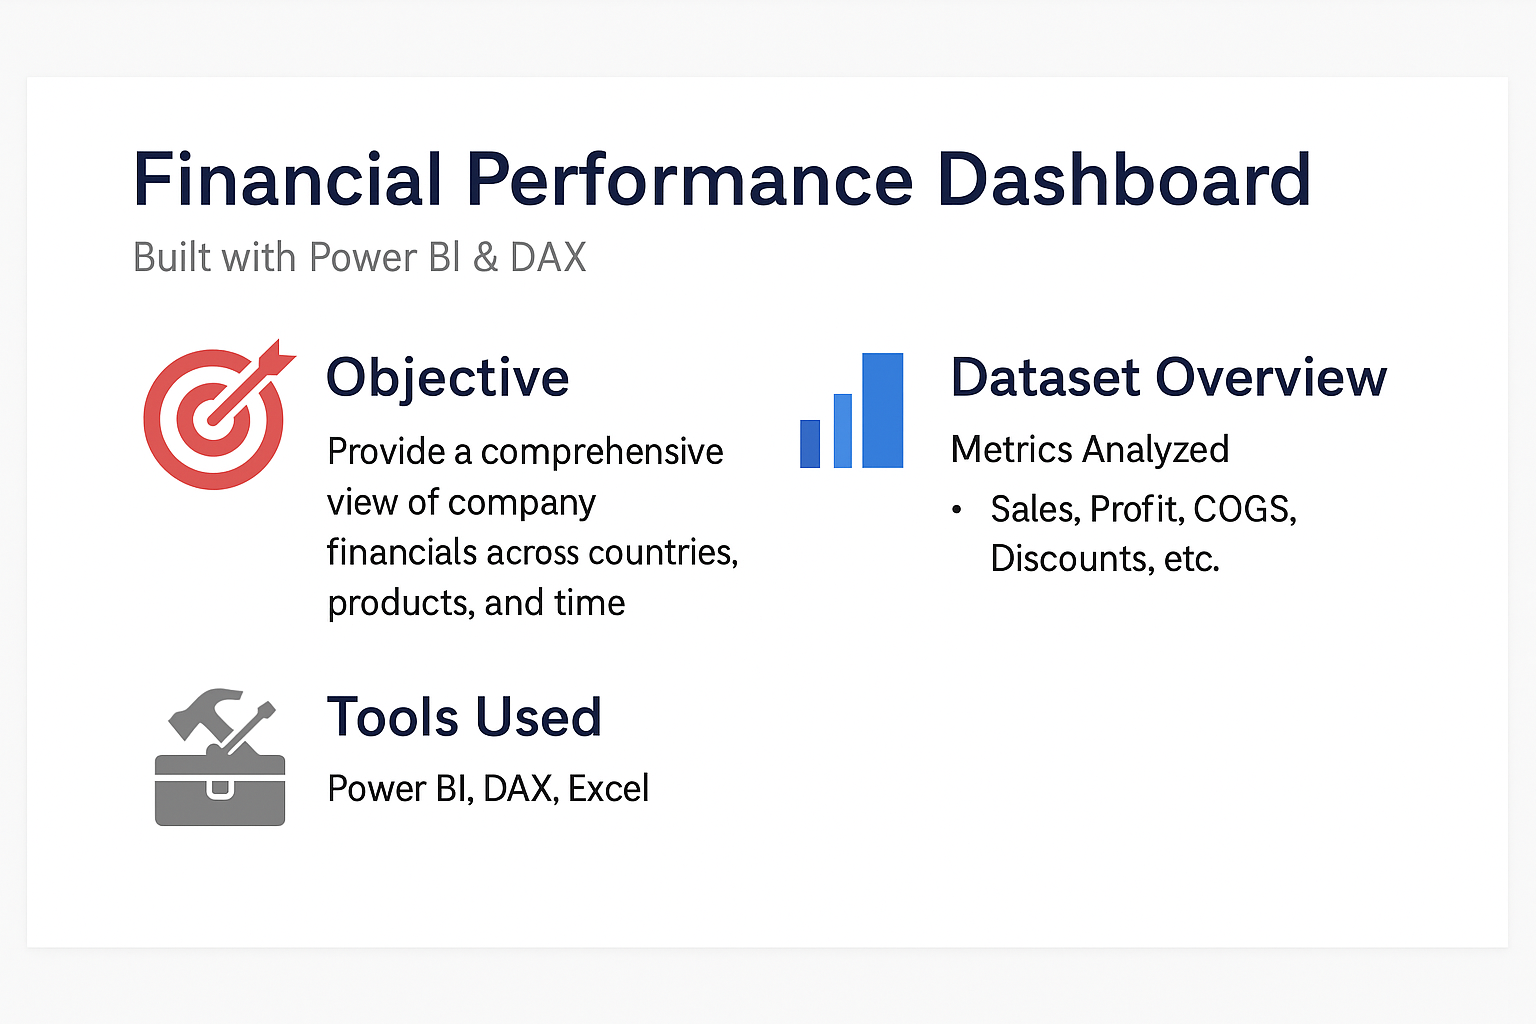 Financial Performance Dashboard
Built with Power BI & DAX
Objective
Provide a comprehensive
view of company
financials across countries,
products, and time
Dataset Overview
Metrics Analyzed
• Sales, Profit, COGS,
Discounts, etc.
Tools Used
Power BI, DAX, Excel